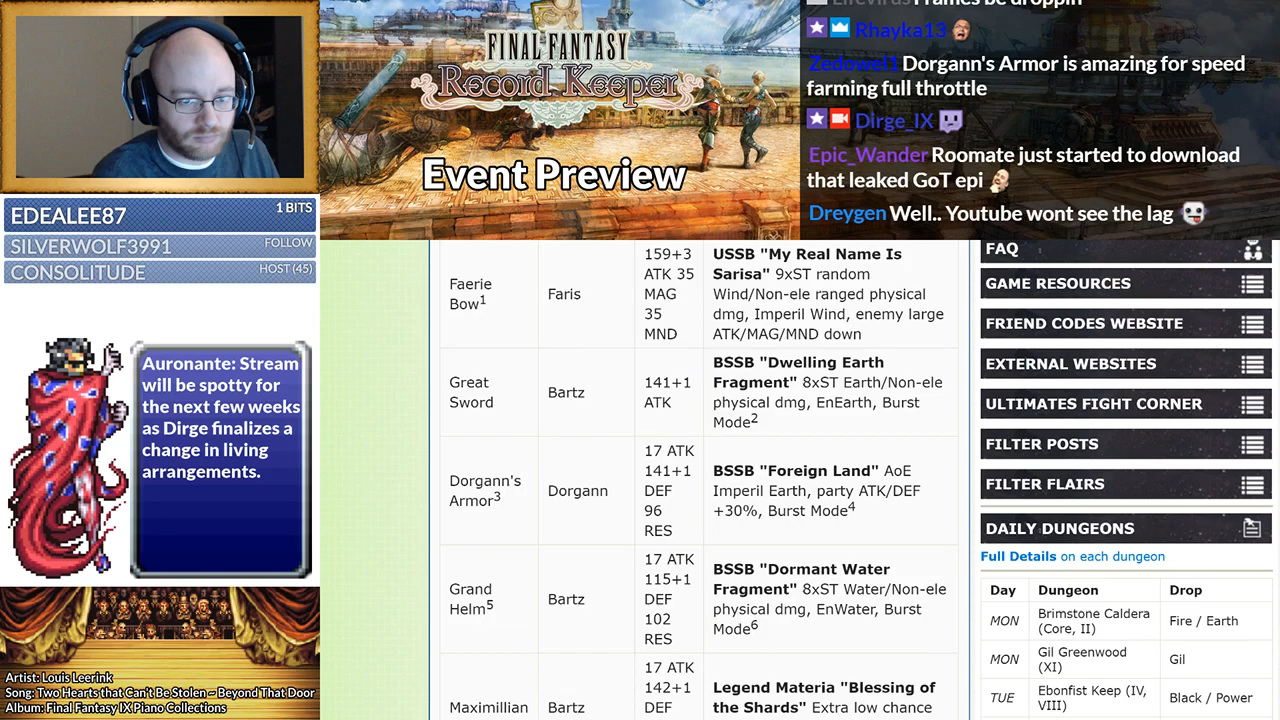 EDEALEE87 1 BITS
SILVERWOLF3991 FOLLOW
CONSOLITUDE HOST (45)
Auronante: Stream
will be spotty for
the next few weeks
as Dirge finalizes a
change in living
arrangements.
Artist: Louis Leerink
Song: Two Hearts that Can't Be Stolen ~ Beyond That Door
Album: Final Fantasy IX Piano Collections
FINAL FANTASY
Record Keeper
Event Preview
Rhayka13
Zedowel1 Dorgann's Armor is amazing for speed
farming full throttle
Dirge_IX
Epic_Wander Roomate just started to download
that leaked GoT epi
Dreygen Well.. Youtube wont see the lag
Faerie
Bow1
Faris
159+3
ATK 35
MAG
35
MND
USSB "My Real Name Is
Sarisa" 9xST random
Wind/Non-ele ranged physical
dmg, Imperil Wind, enemy large
ATK/MAG/MND down
Great
Sword
Bartz
141+1
ATK
BSSB "Dwelling Earth
Fragment" 8xST Earth/Non-ele
physical dmg, EnEarth, Burst
Mode2
Dorgann's
Armor3
Dorgann
17 ATK
141+1
DEF
96
RES
BSSB "Foreign Land" AoE
Imperil Earth, party ATK/DEF
+30%, Burst Mode4
Grand
Helm5
Bartz
17 ATK
115+1
DEF
102
RES
BSSB "Dormant Water
Fragment" 8xST Water/Non-ele
physical dmg, EnWater, Burst
Mode6
Maximillian
Bartz
17 ATK
142+1
DEF
Legend Materia "Blessing of
the Shards" Extra low chance
FAQ
GAME RESOURCES
FRIEND CODES WEBSITE
EXTERNAL WEBSITES
ULTIMATES FIGHT CORNER
FILTER POSTS
FILTER FLAIRS
DAILY DUNGEONS
Full Details on each dungeon
Day Dungeon Drop
MON Brimstone Caldera
(Core, II) Fire / Earth
MON Gil Greenwood
(XI) Gil
TUE Ebonfist Keep (IV,
VIII) Black / Power